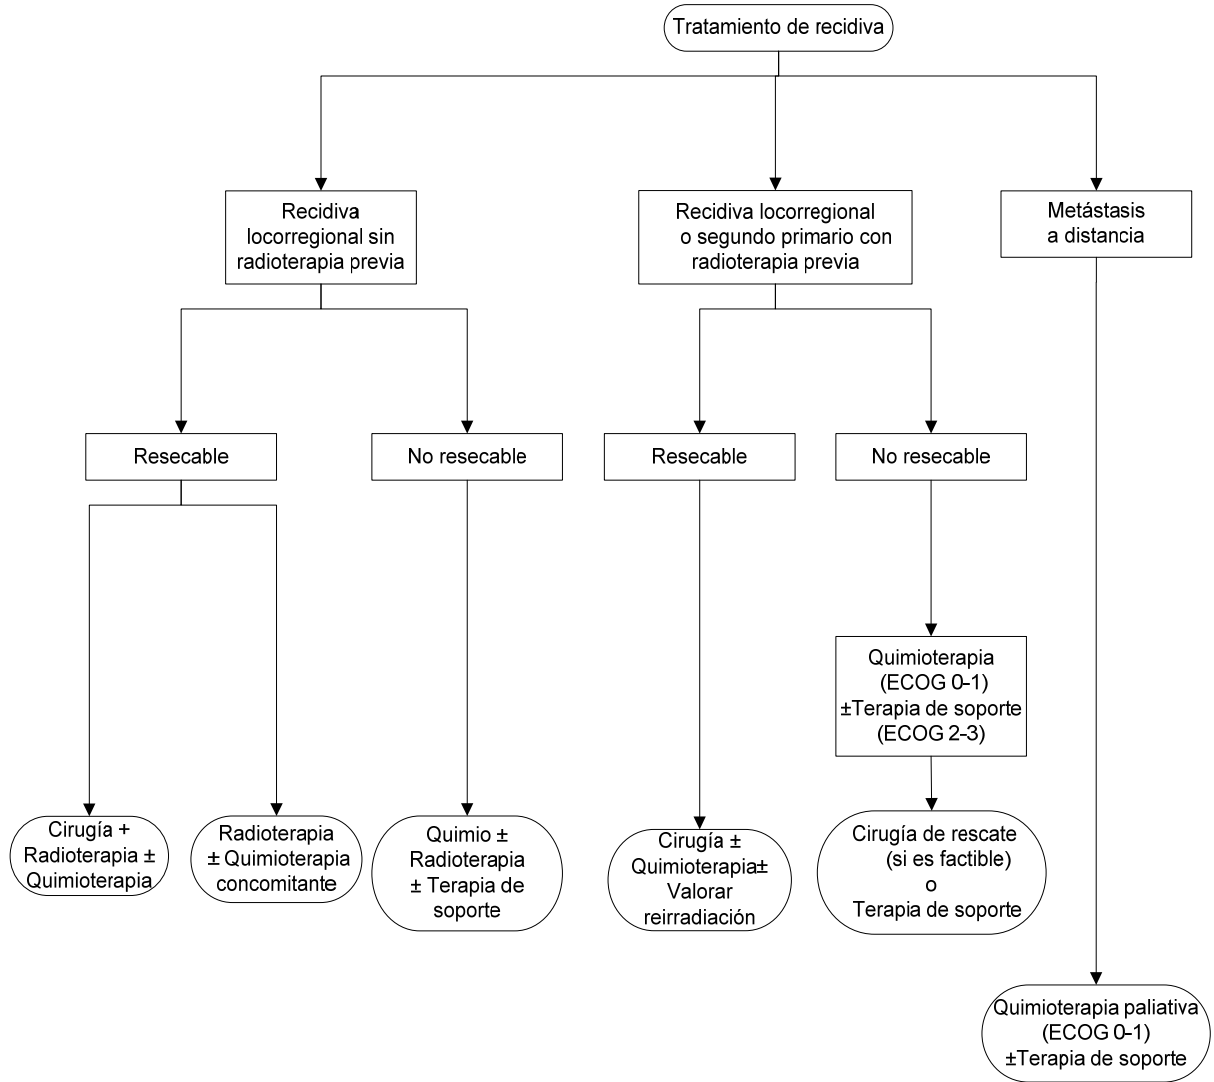 Tratamiento de recidiva
Recidiva
locorregional sin
radioterapia previa
Recidiva locorregional
o segundo primario con
radioterapia previa
Metástasis
a distancia
Resecable
No resecable
Resecable
No resecable
Quimioterapia
(ECOG 0-1)
±Terapia de soporte
(ECOG 2-3)
Cirugía +
Radioterapia ±
Quimioterapia
Radioterapia
± Quimioterapia
concomitante
Quimio ±
Radioterapia
± Terapia de
soporte
Cirugía ±
Quimioterapia±
Valorar
reirradiación
Cirugía de rescate
(si es factible)
o
Terapia de soporte
Quimioterapia paliativa
(ECOG 0-1)
±Terapia de soporte